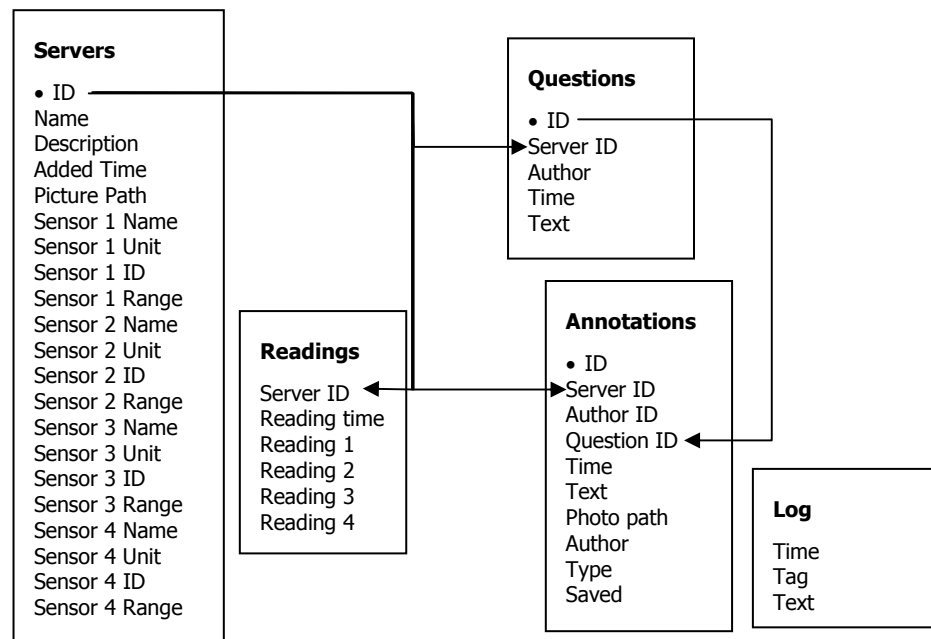 Servers
• ID
Name
Description
Added Time
Picture Path
Sensor 1 Name
Sensor 1 Unit
Sensor 1 ID
Sensor 1 Range
Sensor 2 Name
Sensor 2 Unit
Sensor 2 ID
Sensor 2 Range
Sensor 3 Name
Sensor 3 Unit
Sensor 3 ID
Sensor 3 Range
Sensor 4 Name
Sensor 4 Unit
Sensor 4 ID
Sensor 4 Range
Readings
Server ID
Reading time
Reading 1
Reading 2
Reading 3
Reading 4
Questions
• ID
Server ID
Author
Time
Text
Annotations
• ID
Server ID
Author ID
Question ID
Time
Text
Photo path
Author
Type
Saved
Log
Time
Tag
Text